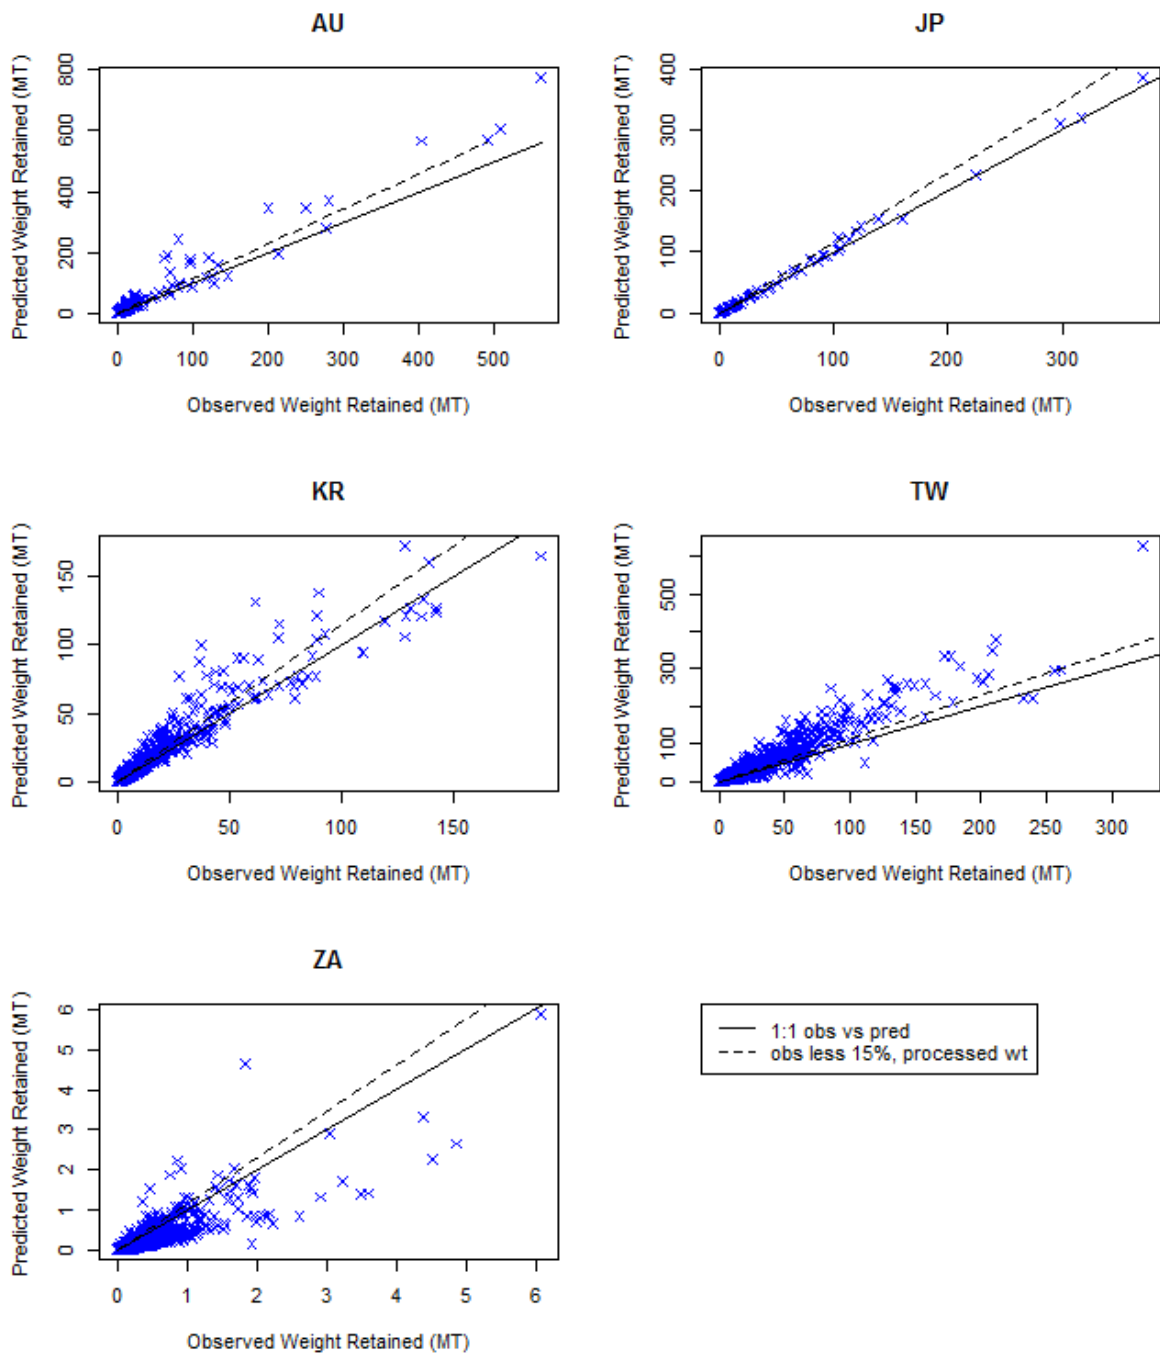 AU
Predicted Weight Retained (MT)
800
600
400
200
0
0 100 200 300 400 500
Observed Weight Retained (MT)
JP
Predicted Weight Retained (MT)
400
300
200
100
0
0 100 200 300
Observed Weight Retained (MT)
KR
Predicted Weight Retained (MT)
150
100
50
0
0 50 100 150
Observed Weight Retained (MT)
TW
Predicted Weight Retained (MT)
500
300
100
0
0 50 100 150 200 250 300
Observed Weight Retained (MT)
ZA
Predicted Weight Retained (MT)
6
5
4
3
2
1
0
0 1 2 3 4 5 6
Observed Weight Retained (MT)
1:1 obs vs pred
obs less 15%, processed wt